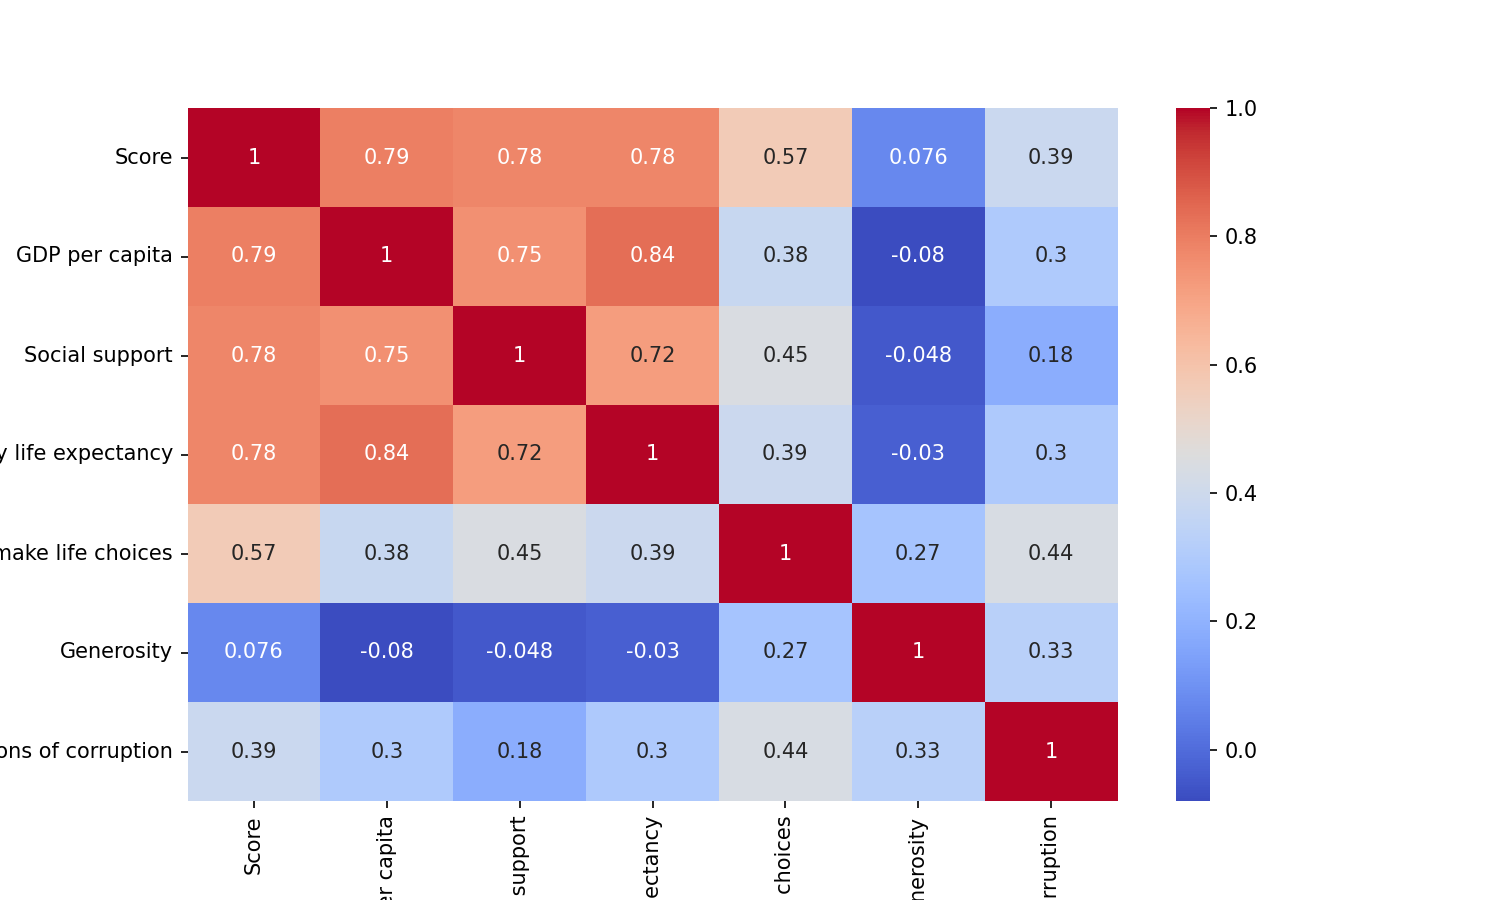 Score 1 0.79 0.78 0.78 0.57 0.076 0.39
GDP per capita 0.79 1 0.75 0.84 0.38 -0.08 0.3
Social support 0.78 0.75 1 0.72 0.45 -0.048 0.18
y life expectancy 0.78 0.84 0.72 1 0.39 -0.03 0.3
make life choices 0.57 0.38 0.45 0.39 1 0.27 0.44
Generosity 0.076 -0.08 -0.048 -0.03 0.27 1 0.33
ons of corruption 0.39 0.3 0.18 0.3 0.44 0.33 1
Score
er capita
support
ectancy
choices
nerosity
rruption
1.0
0.8
0.6
0.4
0.2
0.0